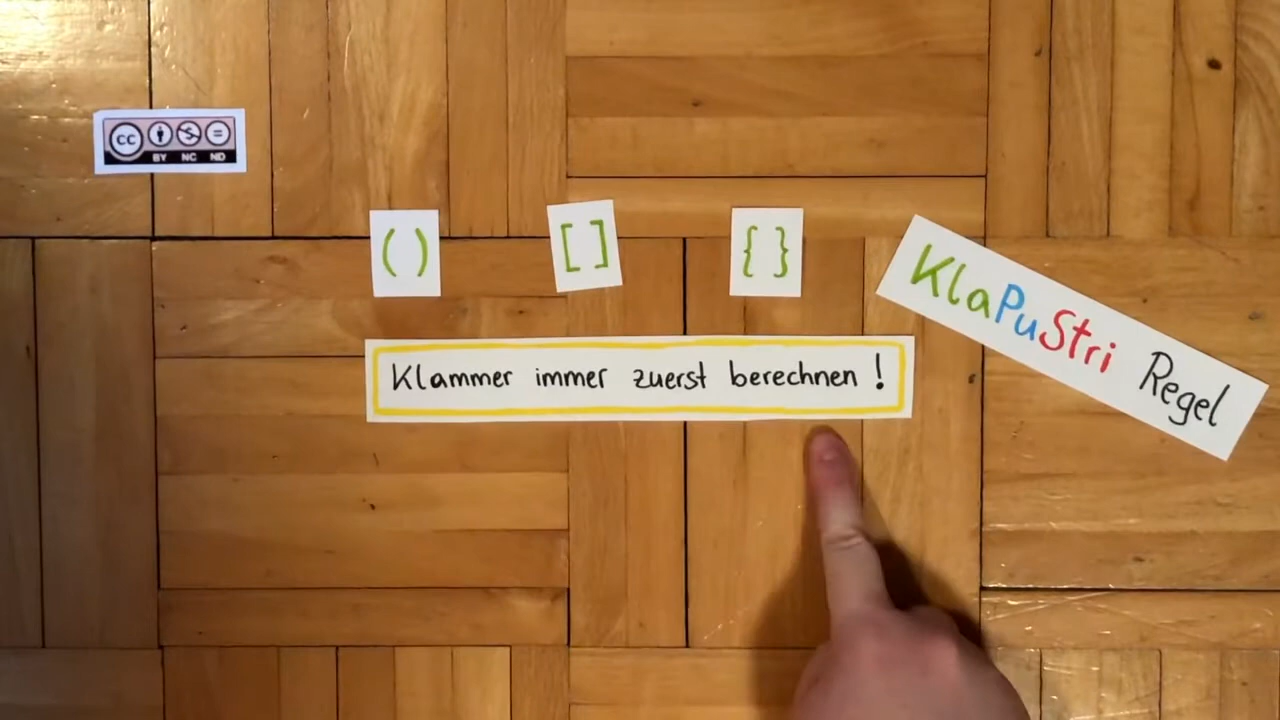 cc
BY NC ND
( ) [ ] { }
KlaPuStri Regel
Klammer immer zuerst berechnen !